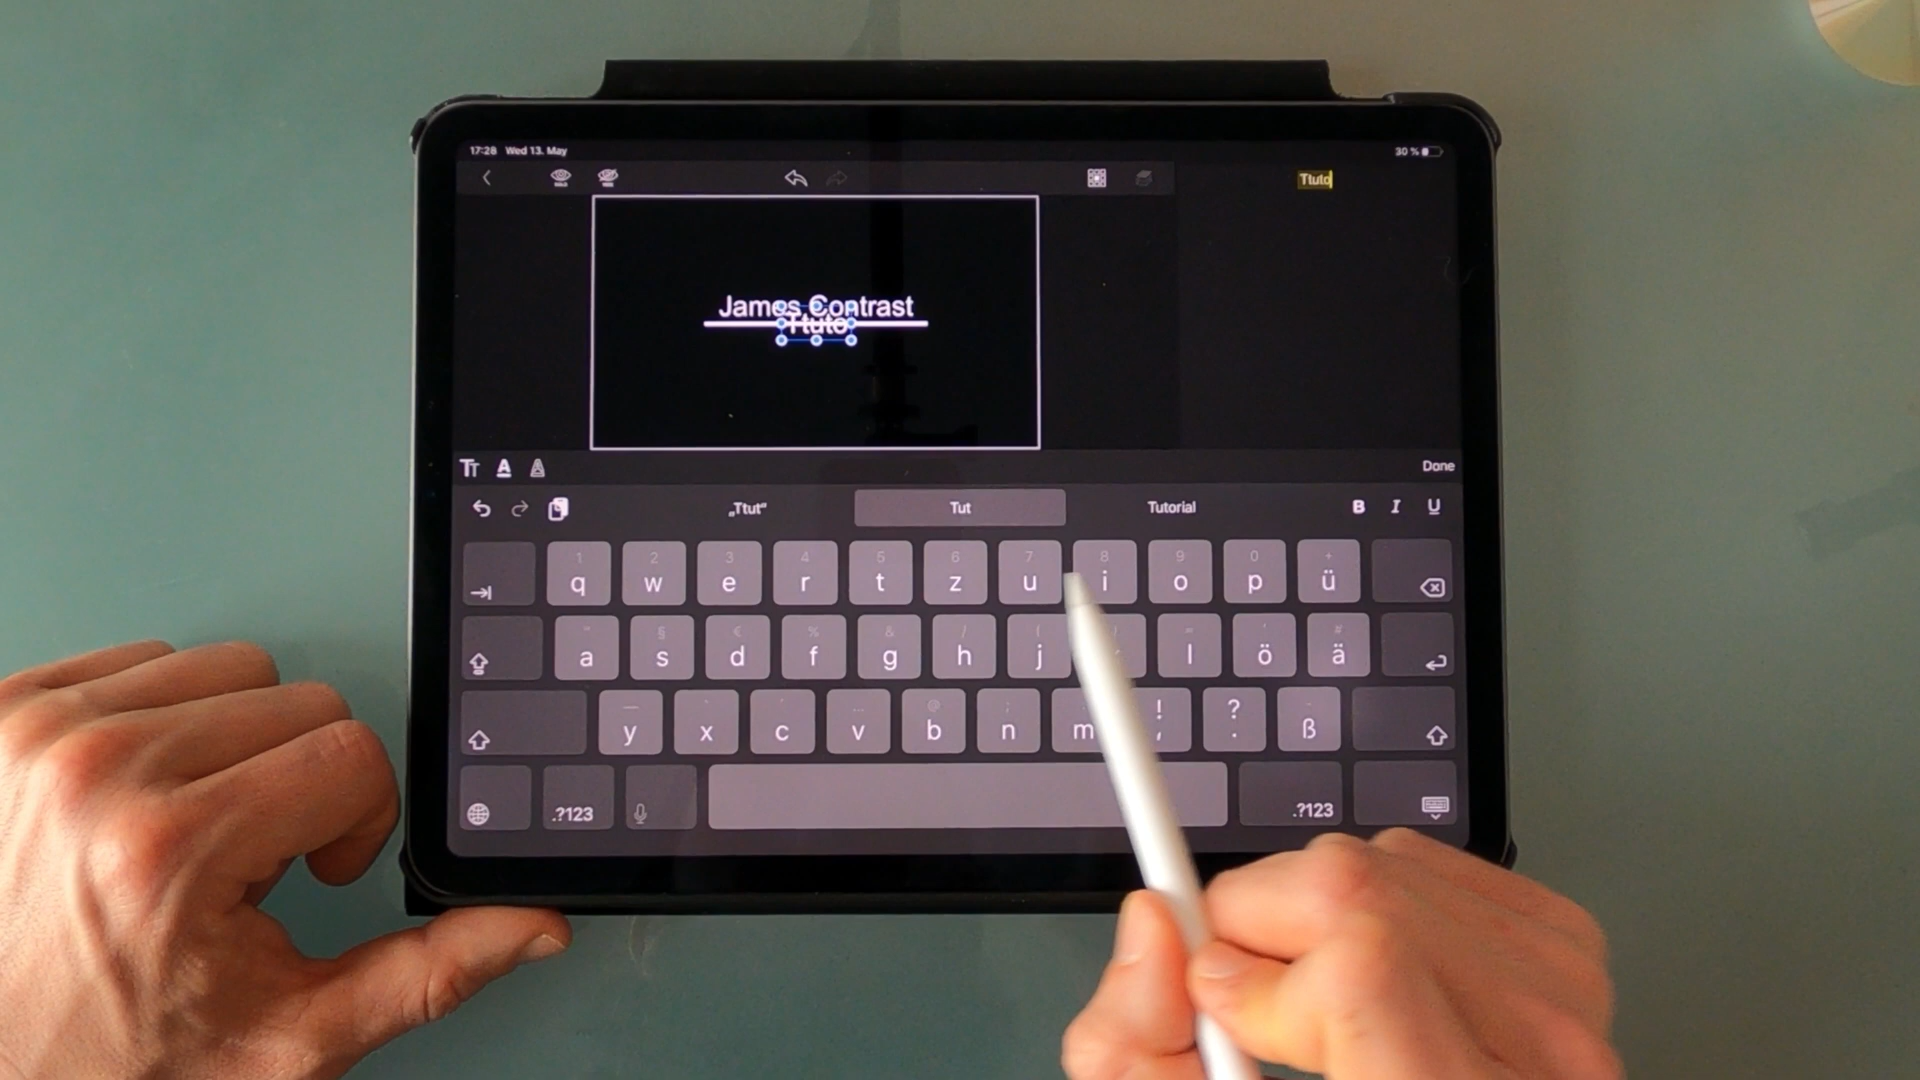 17:28 Wed 13. May
30 %
Ttuto
James Contrast
Ttuto
Done
„Ttut“ Tut Tutorial B I U
1 2 3 4 5 6 7 8 9 0 +
q w e r t z u i o p ü
§ € % & / ( ) = ' #
a s d f g h j l ö ä
! ?
y x c v b n m , . ß
.?123 .?123